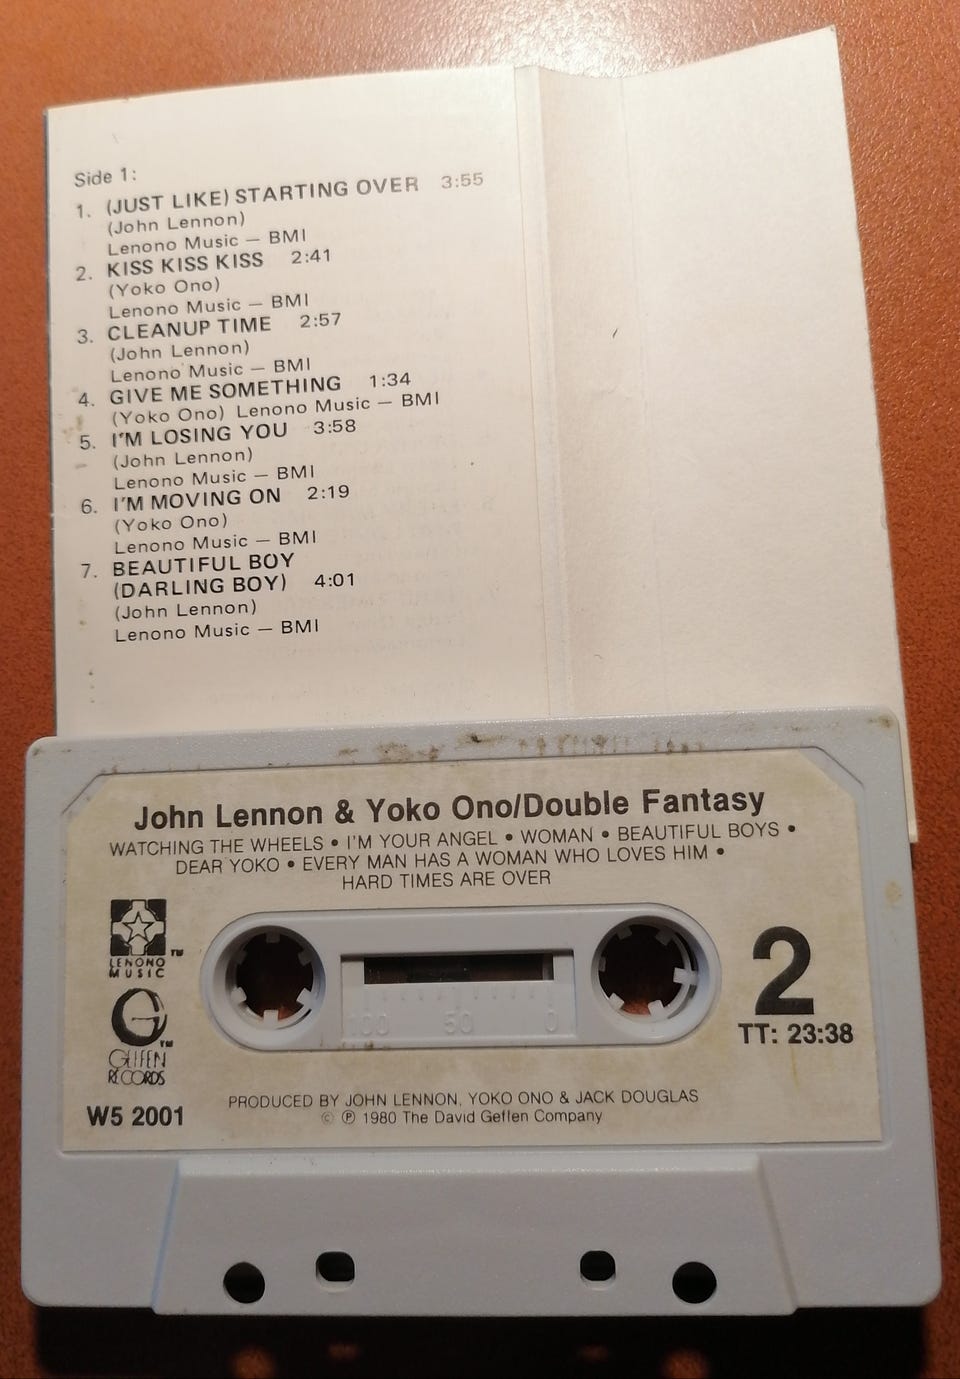 Side 1:
1. (JUST LIKE) STARTING OVER 3:55
(John Lennon)
Lenono Music — BMI
2. KISS KISS KISS 2:41
(Yoko Ono)
Lenono Music — BMI
3. CLEANUP TIME 2:57
(John Lennon)
Lenono Music — BMI
4. GIVE ME SOMETHING 1:34
(Yoko Ono) Lenono Music — BMI
5. I'M LOSING YOU 3:58
(John Lennon)
Lenono Music — BMI
6. I'M MOVING ON 2:19
(Yoko Ono)
Lenono Music — BMI
7. BEAUTIFUL BOY
(DARLING BOY) 4:01
(John Lennon)
Lenono Music — BMI
John Lennon & Yoko Ono/Double Fantasy
WATCHING THE WHEELS • I'M YOUR ANGEL • WOMAN • BEAUTIFUL BOYS •
DEAR YOKO • EVERY MAN HAS A WOMAN WHO LOVES HIM •
HARD TIMES ARE OVER
LENONO TM
MUSIC
G TM
GEFFEN
RECORDS
W5 2001
100 50 0
2
TT: 23:38
PRODUCED BY JOHN LENNON, YOKO ONO & JACK DOUGLAS
© ℗ 1980 The David Geffen Company